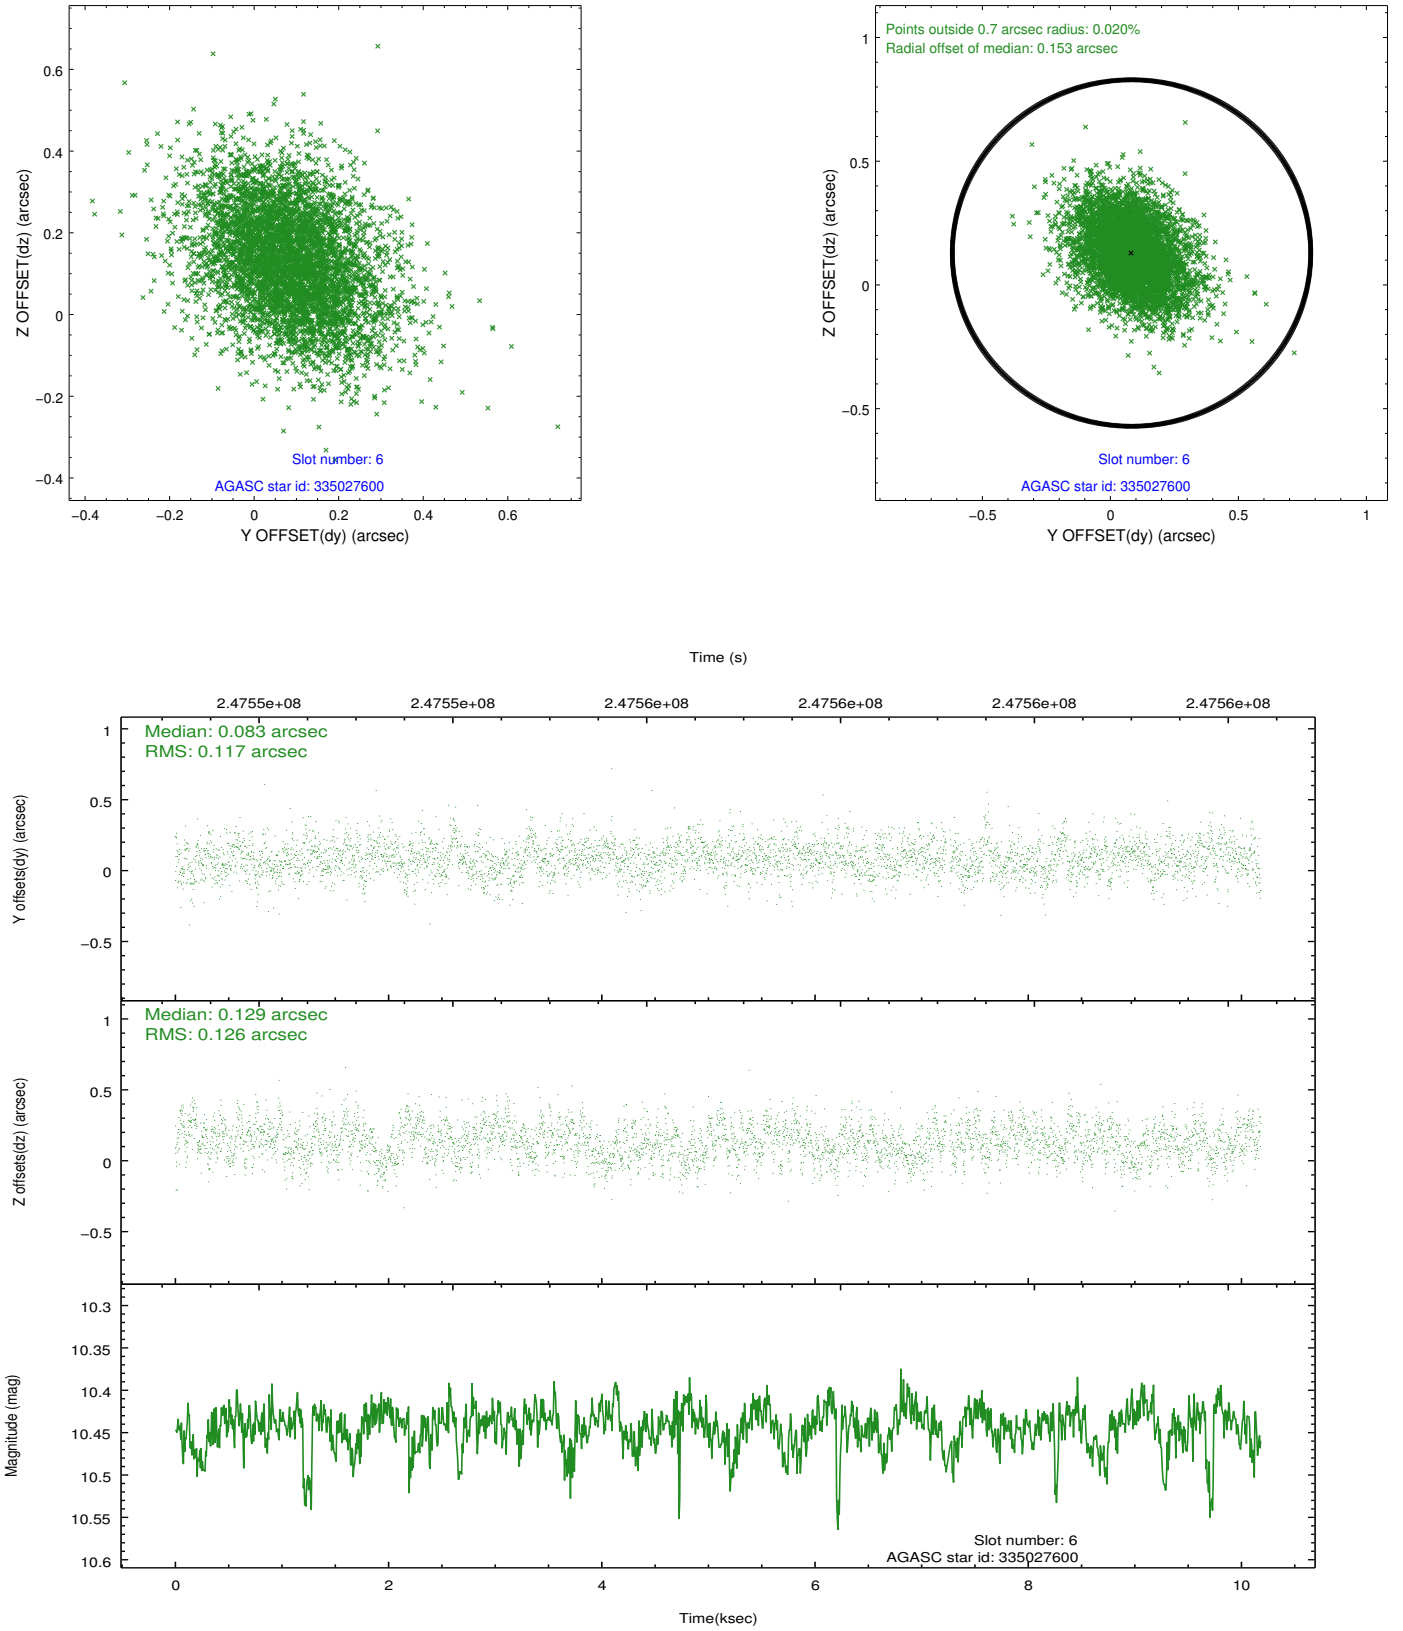 0.6
0.4
0.2
0
−0.2
−0.4
Z OFFSET(dz) (arcsec)
Slot number: 6
AGASC star id: 335027600
−0.4 −0.2 0 0.2 0.4 0.6
Y OFFSET(dy) (arcsec)
Points outside 0.7 arcsec radius: 0.020%
Radial offset of median: 0.153 arcsec
1
0.5
0
−0.5
Z OFFSET(dz) (arcsec)
Slot number: 6
AGASC star id: 335027600
−0.5 0 0.5 1
Y OFFSET(dy) (arcsec)
Time (s)
2.4755e+08 2.4755e+08 2.4756e+08 2.4756e+08 2.4756e+08 2.4756e+08
Median: 0.083 arcsec
RMS: 0.117 arcsec
1
0.5
0
−0.5
Y offsets(dy) (arcsec)
Median: 0.129 arcsec
RMS: 0.126 arcsec
1
0.5
0
−0.5
Z offsets(dz) (arcsec)
10.3
10.35
10.4
10.45
10.5
10.55
10.6
Magnitude (mag)
Slot number: 6
AGASC star id: 335027600
0 2 4 6 8 10
Time(ksec)